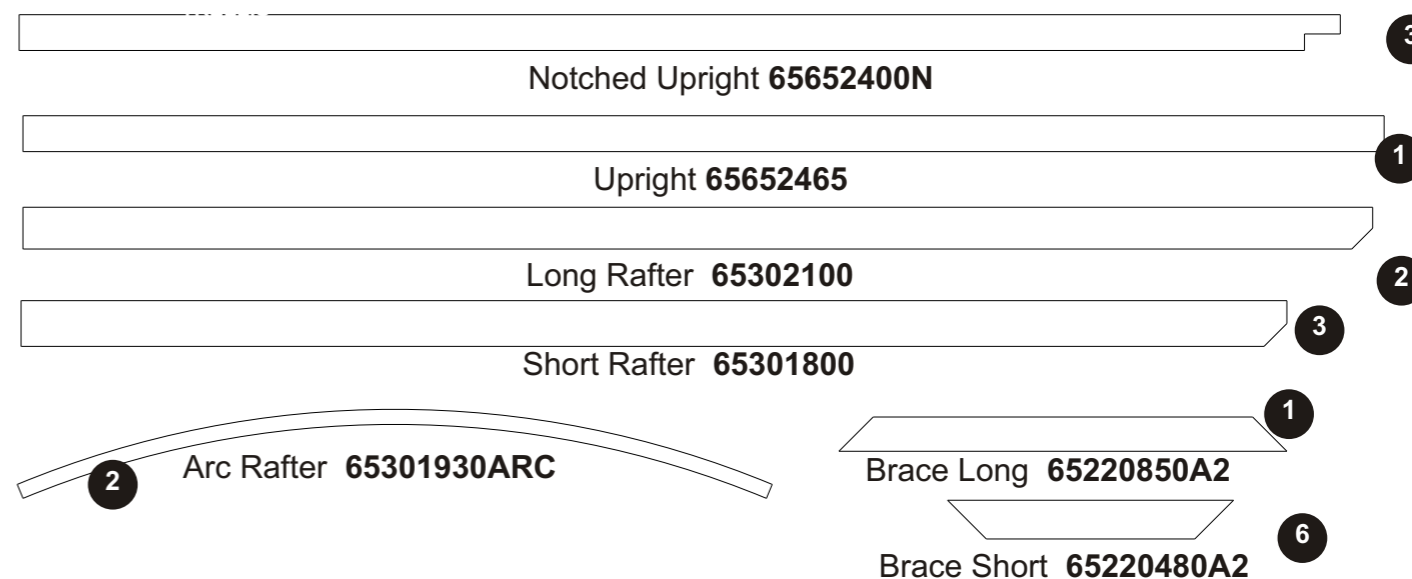 3
Notched Upright 65652400N
1
Upright 65652465
Long Rafter 65302100
2
3
Short Rafter 65301800
1
Arc Rafter 65301930ARC
2
Brace Long 65220850A2
6
Brace Short 65220480A2